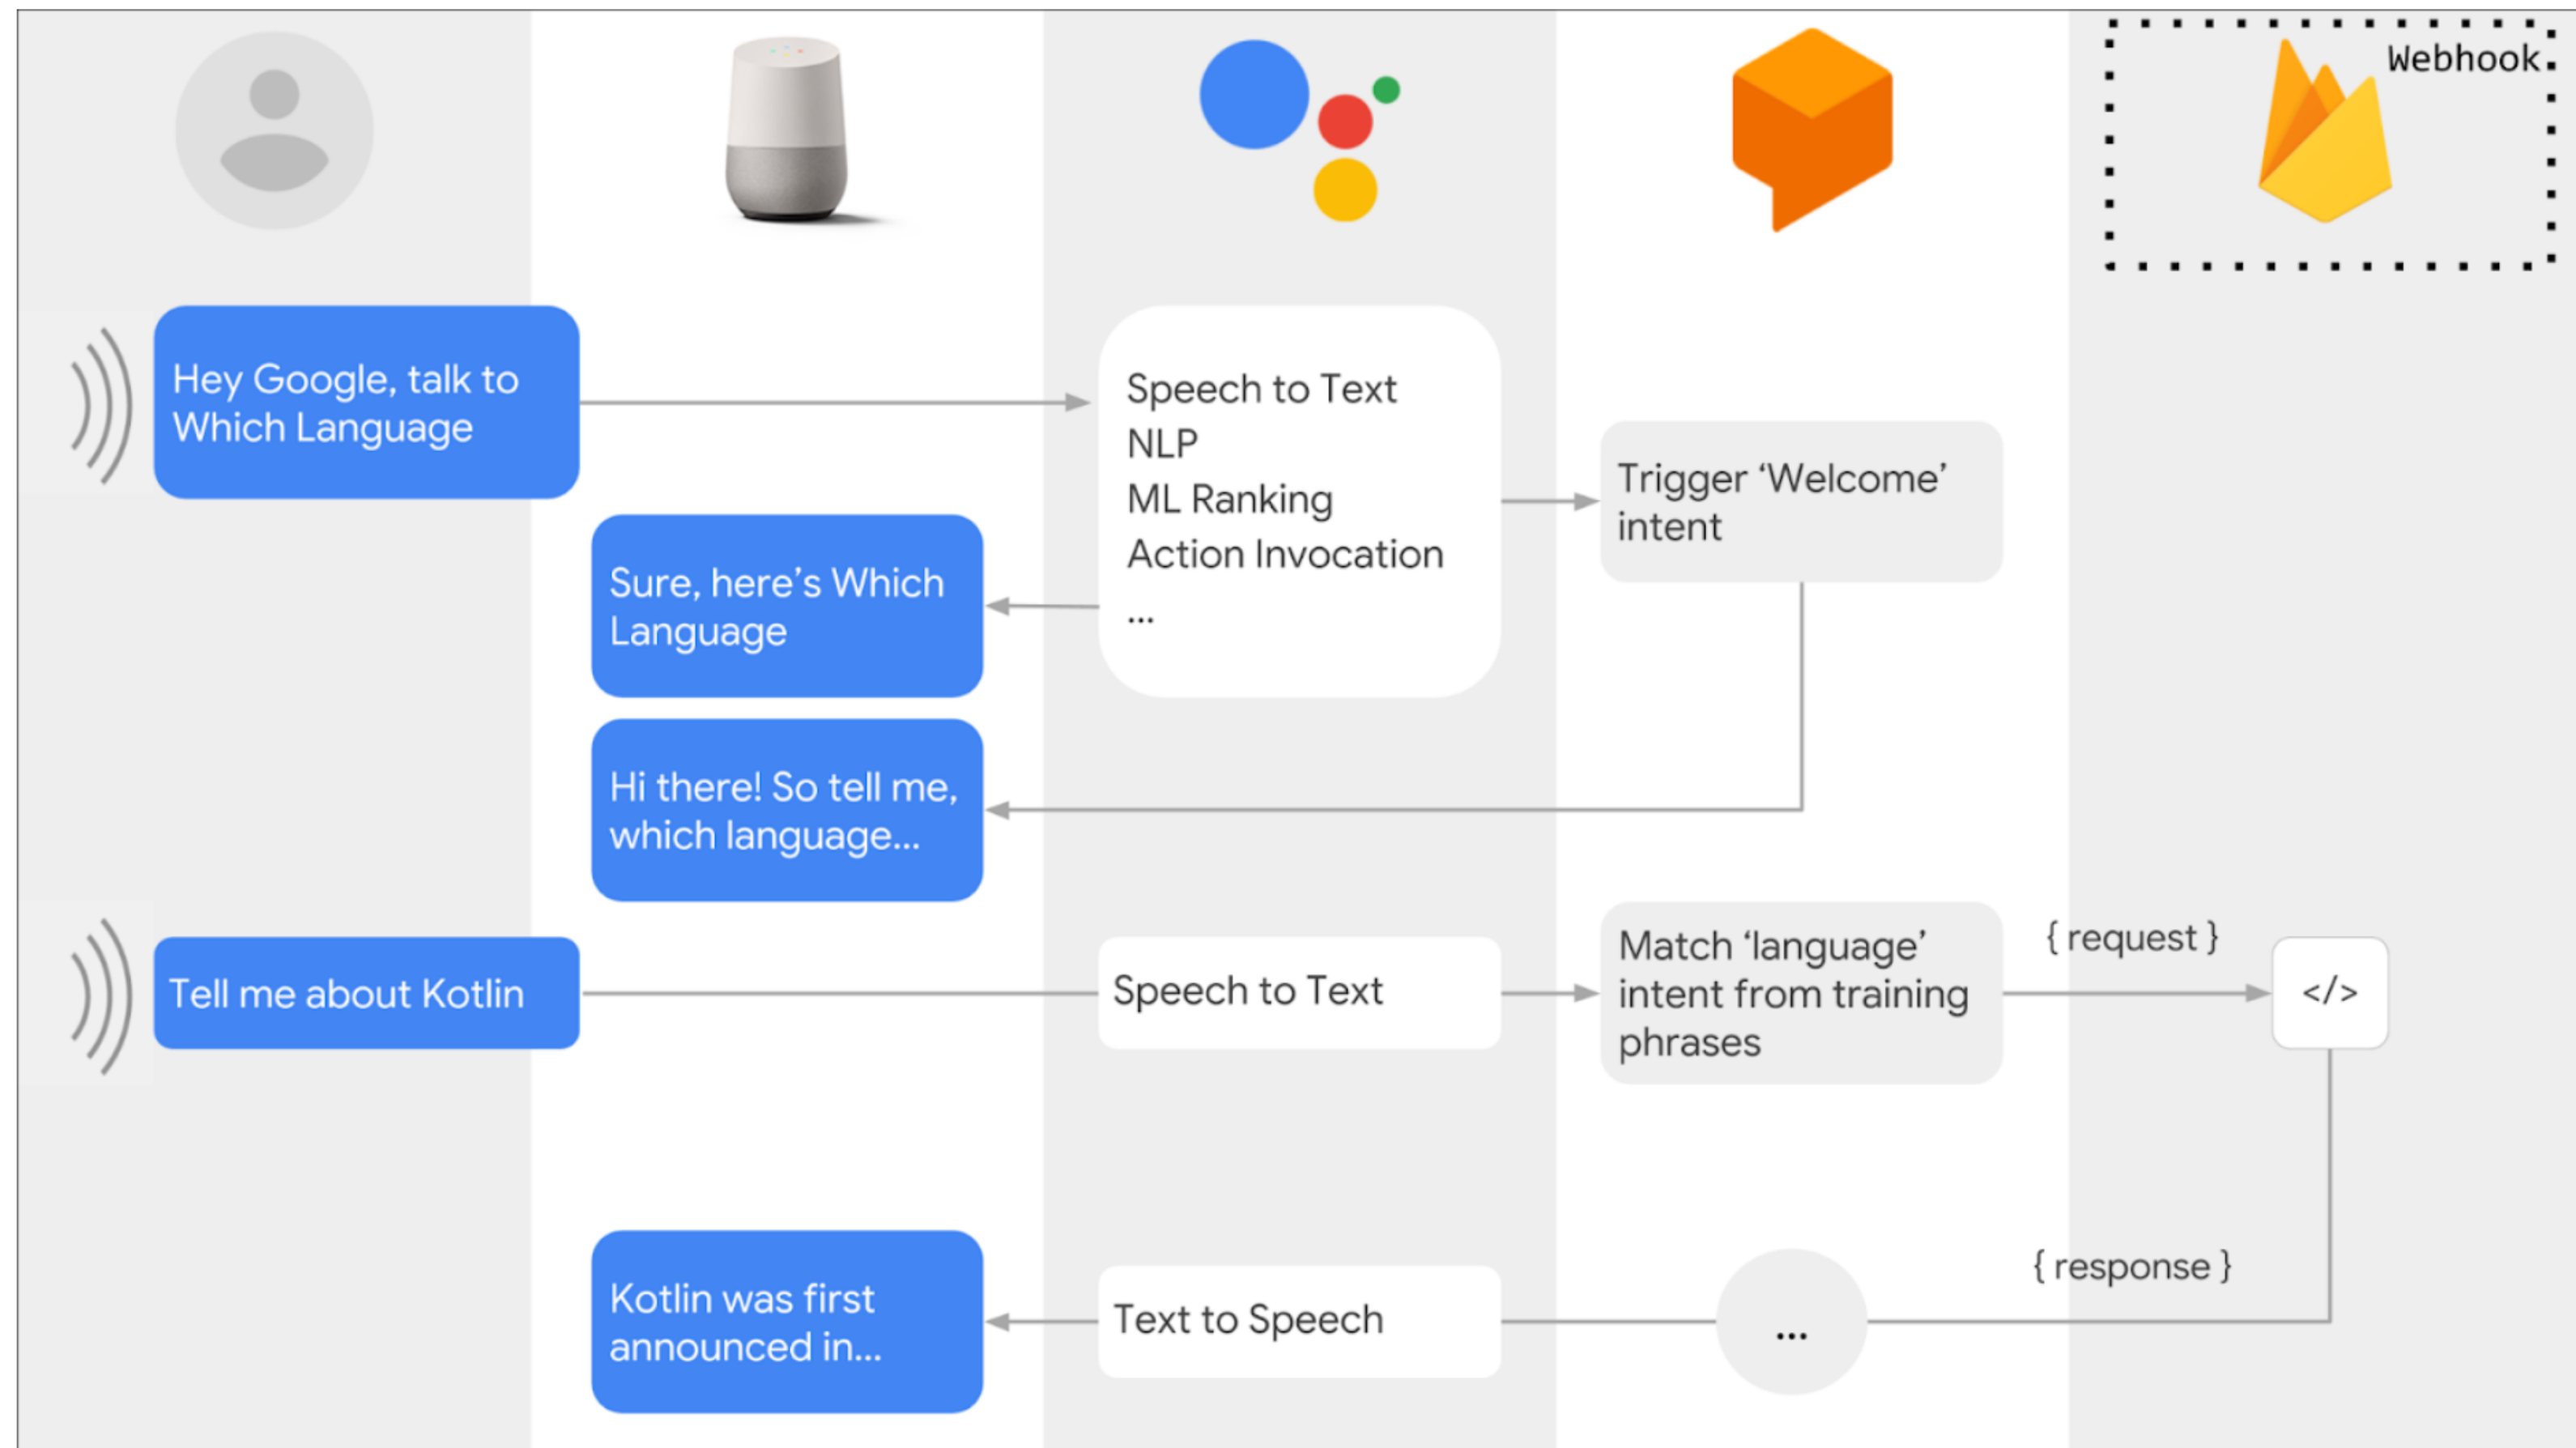 Webhook
Hey Google, talk to
Which Language
Speech to Text
NLP
ML Ranking
Action Invocation
...
Trigger ‘Welcome’
intent
Sure, here’s Which
Language
Hi there! So tell me,
which language...
Tell me about Kotlin
Speech to Text
Match ‘language’
intent from training
phrases
{ request }
</>
Kotlin was first
announced in...
Text to Speech
...
{ response }